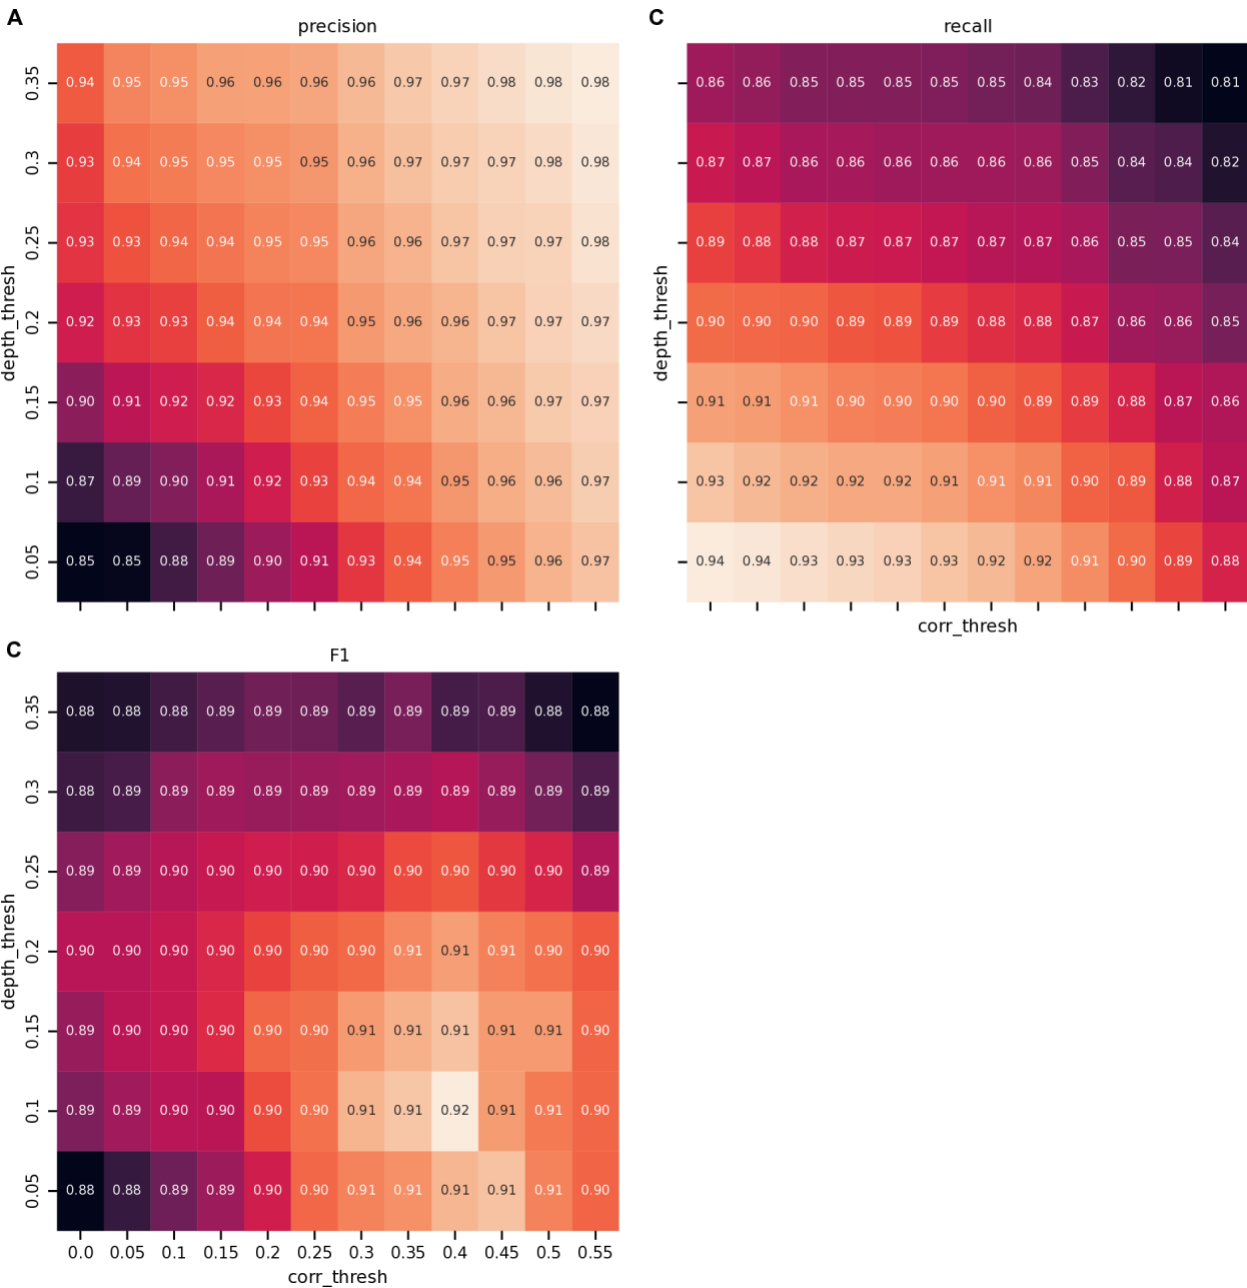 A
precision
0.35 0.94 0.95 0.95 0.96 0.96 0.96 0.96 0.97 0.97 0.98 0.98 0.98
0.3 0.93 0.94 0.95 0.95 0.95 0.95 0.96 0.97 0.97 0.97 0.98 0.98
0.25 0.93 0.93 0.94 0.94 0.95 0.95 0.96 0.96 0.97 0.97 0.97 0.98
0.2 0.92 0.93 0.93 0.94 0.94 0.94 0.95 0.96 0.96 0.97 0.97 0.97
0.15 0.90 0.91 0.92 0.92 0.93 0.94 0.95 0.95 0.96 0.96 0.97 0.97
0.1 0.87 0.89 0.90 0.91 0.92 0.93 0.94 0.94 0.95 0.96 0.96 0.97
0.05 0.85 0.85 0.88 0.89 0.90 0.91 0.93 0.94 0.95 0.95 0.96 0.97
depth_thresh
C
recall
0.86 0.86 0.85 0.85 0.85 0.85 0.85 0.84 0.83 0.82 0.81 0.81
0.87 0.87 0.86 0.86 0.86 0.86 0.86 0.86 0.85 0.84 0.84 0.82
0.89 0.88 0.88 0.87 0.87 0.87 0.87 0.87 0.86 0.85 0.85 0.84
0.90 0.90 0.90 0.89 0.89 0.89 0.88 0.88 0.87 0.86 0.86 0.85
0.91 0.91 0.91 0.90 0.90 0.90 0.90 0.89 0.89 0.88 0.87 0.86
0.93 0.92 0.92 0.92 0.92 0.91 0.91 0.91 0.90 0.89 0.88 0.87
0.94 0.94 0.93 0.93 0.93 0.93 0.92 0.92 0.91 0.90 0.89 0.88
depth_thresh
corr_thresh
C
F1
0.35 0.88 0.88 0.88 0.89 0.89 0.89 0.89 0.89 0.89 0.89 0.88 0.88
0.3 0.88 0.89 0.89 0.89 0.89 0.89 0.89 0.89 0.89 0.89 0.89 0.89
0.25 0.89 0.89 0.90 0.90 0.90 0.90 0.90 0.90 0.90 0.90 0.90 0.89
0.2 0.90 0.90 0.90 0.90 0.90 0.90 0.90 0.91 0.91 0.91 0.90 0.90
0.15 0.89 0.90 0.90 0.90 0.90 0.90 0.91 0.91 0.91 0.91 0.91 0.90
0.1 0.89 0.89 0.90 0.90 0.90 0.90 0.91 0.91 0.92 0.91 0.91 0.90
0.05 0.88 0.88 0.89 0.89 0.90 0.90 0.91 0.91 0.91 0.91 0.91 0.90
depth_thresh
0.0 0.05 0.1 0.15 0.2 0.25 0.3 0.35 0.4 0.45 0.5 0.55
corr_thresh